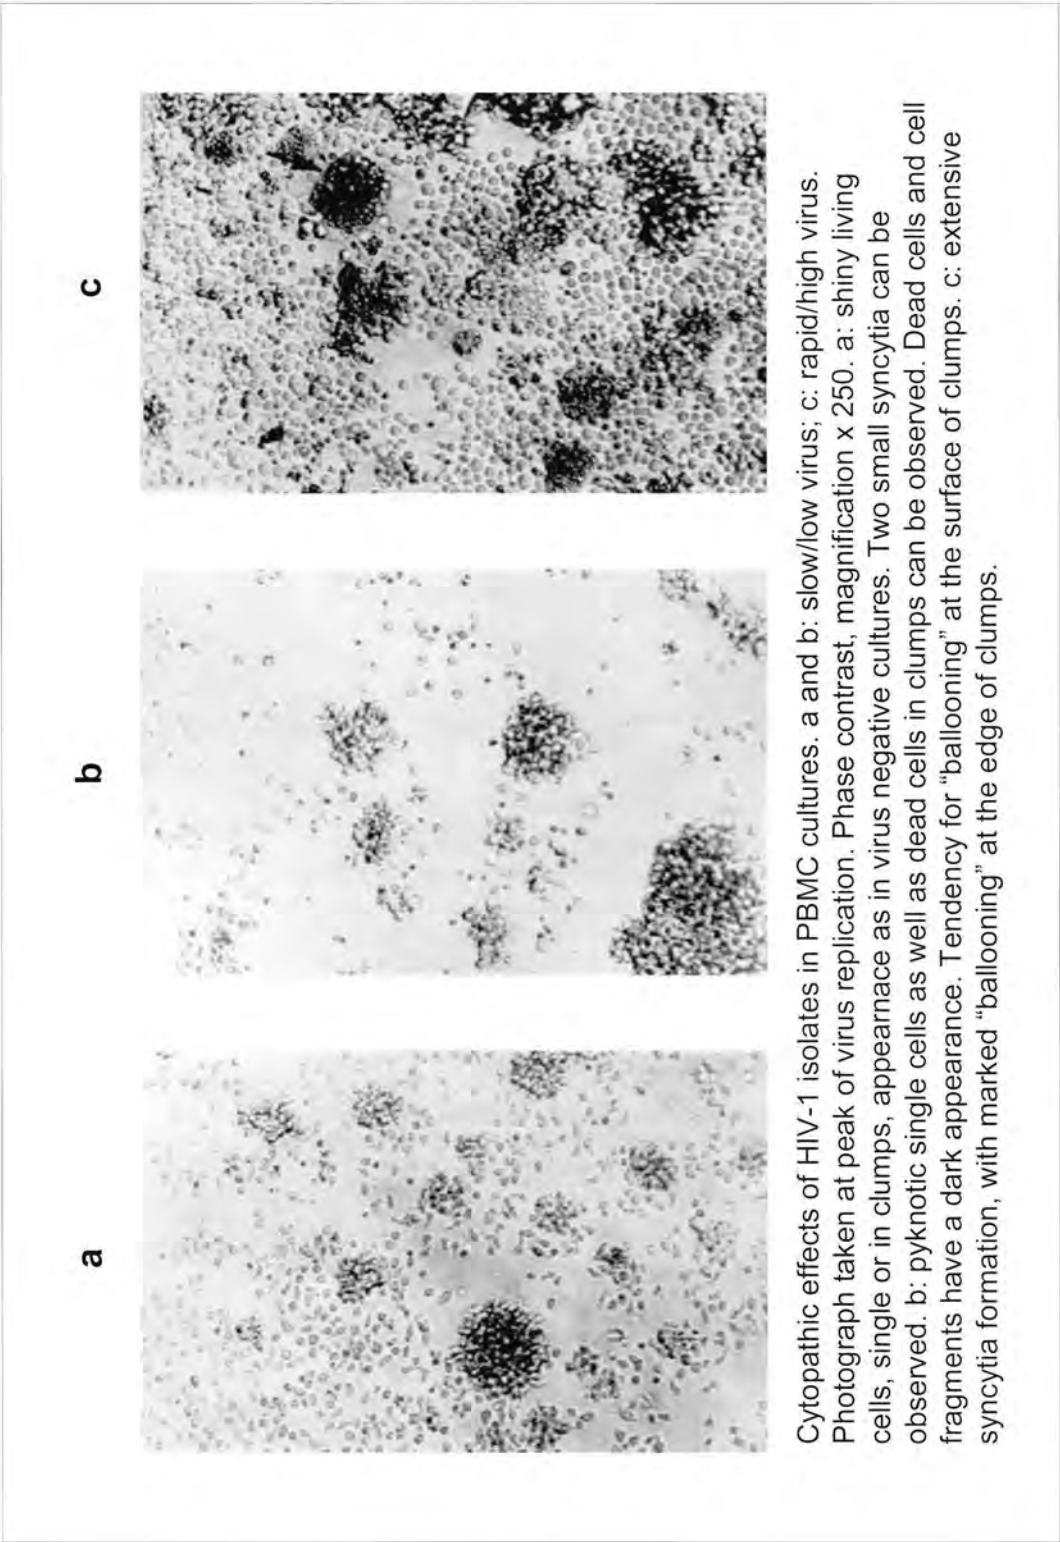 a
b
c
Cytopathic effects of HIV-1 isolates in PBMC cultures. a and b: slow/low virus; c: rapid/high virus.
Photograph taken at peak of virus replication. Phase contrast, magnification x 250. a: shiny living
cells, single or in clumps, appearnace as in virus negative cultures. Two small syncytia can be
observed. b: pyknotic single cells as well as dead cells in clumps can be observed. Dead cells and cell
fragments have a dark appearance. Tendency for “ballooning” at the surface of clumps. c: extensive
syncytia formation, with marked “ballooning” at the edge of clumps.